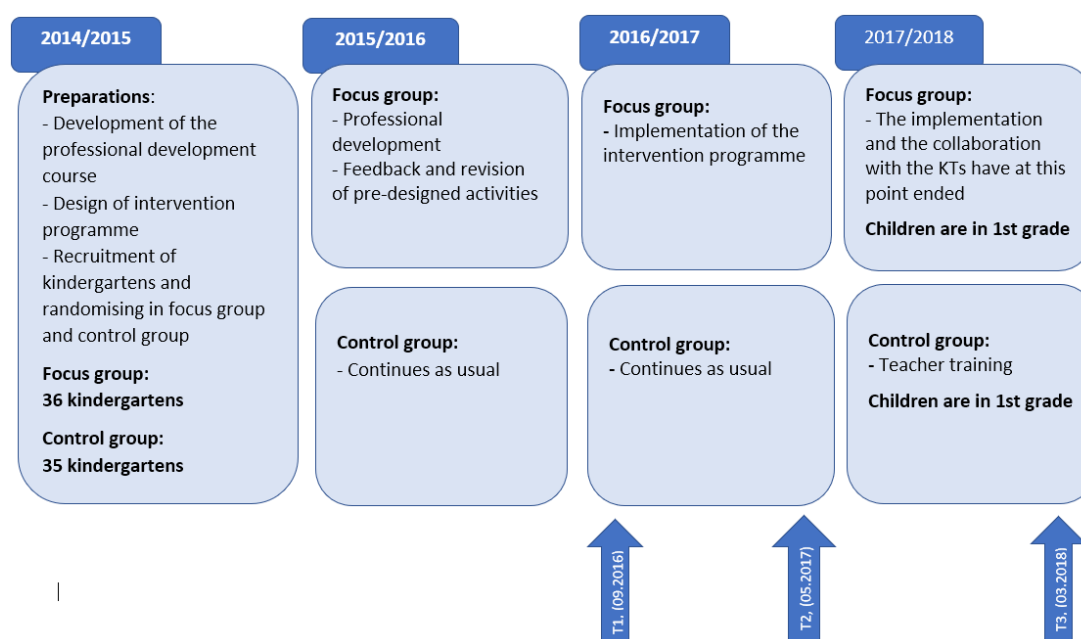 2014/2015
Preparations:
- Development of the
professional development
course
- Design of intervention
programme
- Recruitment of
kindergartens and
randomising in focus group
and control group
Focus group:
36 kindergartens
Control group:
35 kindergartens
2015/2016
Focus group:
- Professional
development
- Feedback and revision
of pre-designed activities
Control group:
- Continues as usual
2016/2017
Focus group:
- Implementation of the
intervention programme
Control group:
- Continues as usual
2017/2018
Focus group:
- The implementation
and the collaboration
with the KTs have at this
point ended
Children are in 1st grade
Control group:
- Teacher training
Children are in 1st grade
T1, (09.2016)
T2, (05.2017)
T3, (03.2018)